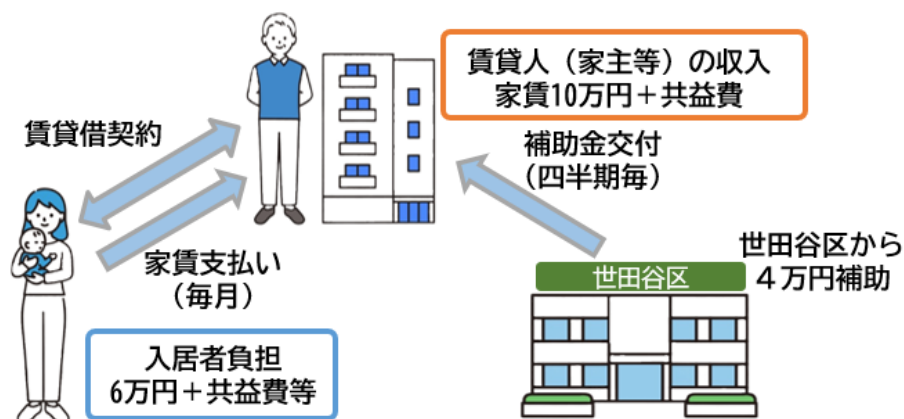 賃貸人（家主等）の収入
家賃10万円＋共益費
賃貸借契約
補助金交付
（四半期毎）
家賃支払い
（毎月）
世田谷区から
４万円補助
世田谷区
入居者負担
6万円＋共益費等